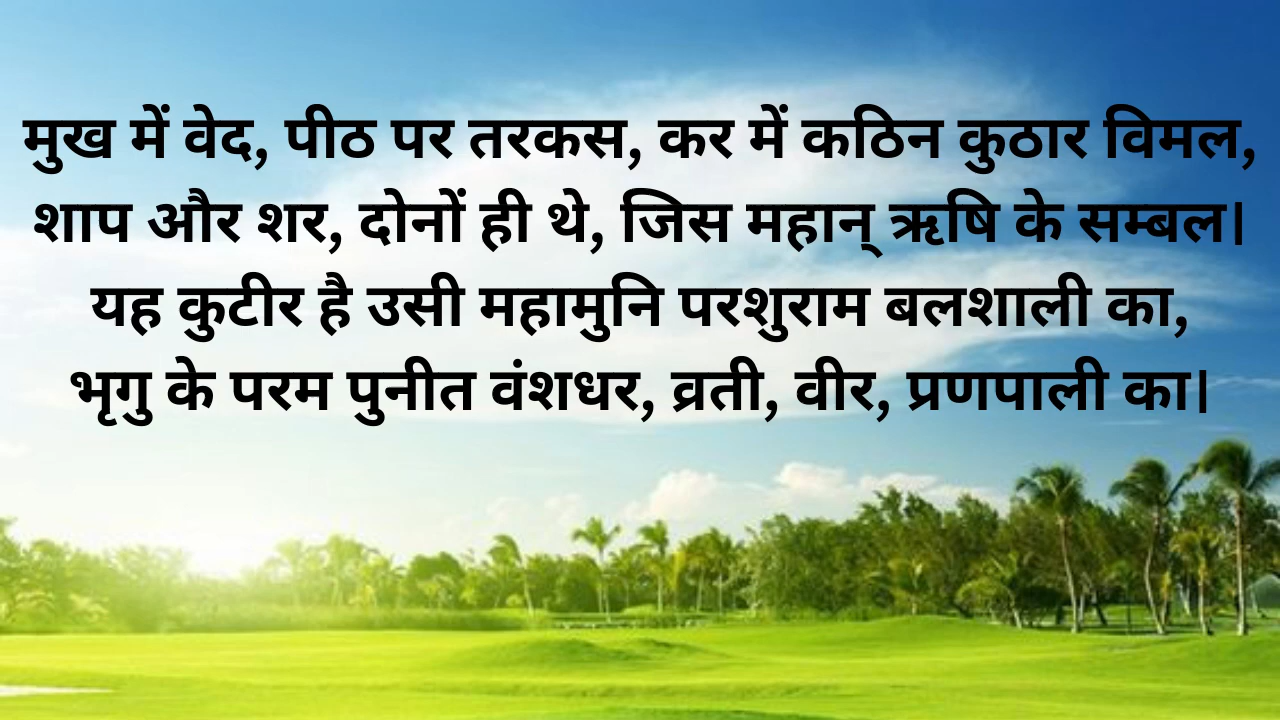 मुख में वेद, पीठ पर तरकस, कर में कठिन कुठार विमल,
शाप और शर, दोनों ही थे, जिस महान् ऋषि के सम्बल।
यह कुटीर है उसी महामुनि परशुराम बलशाली का,
भृगु के परम पुनीत वंशधर, व्रती, वीर, प्रणपाली का।